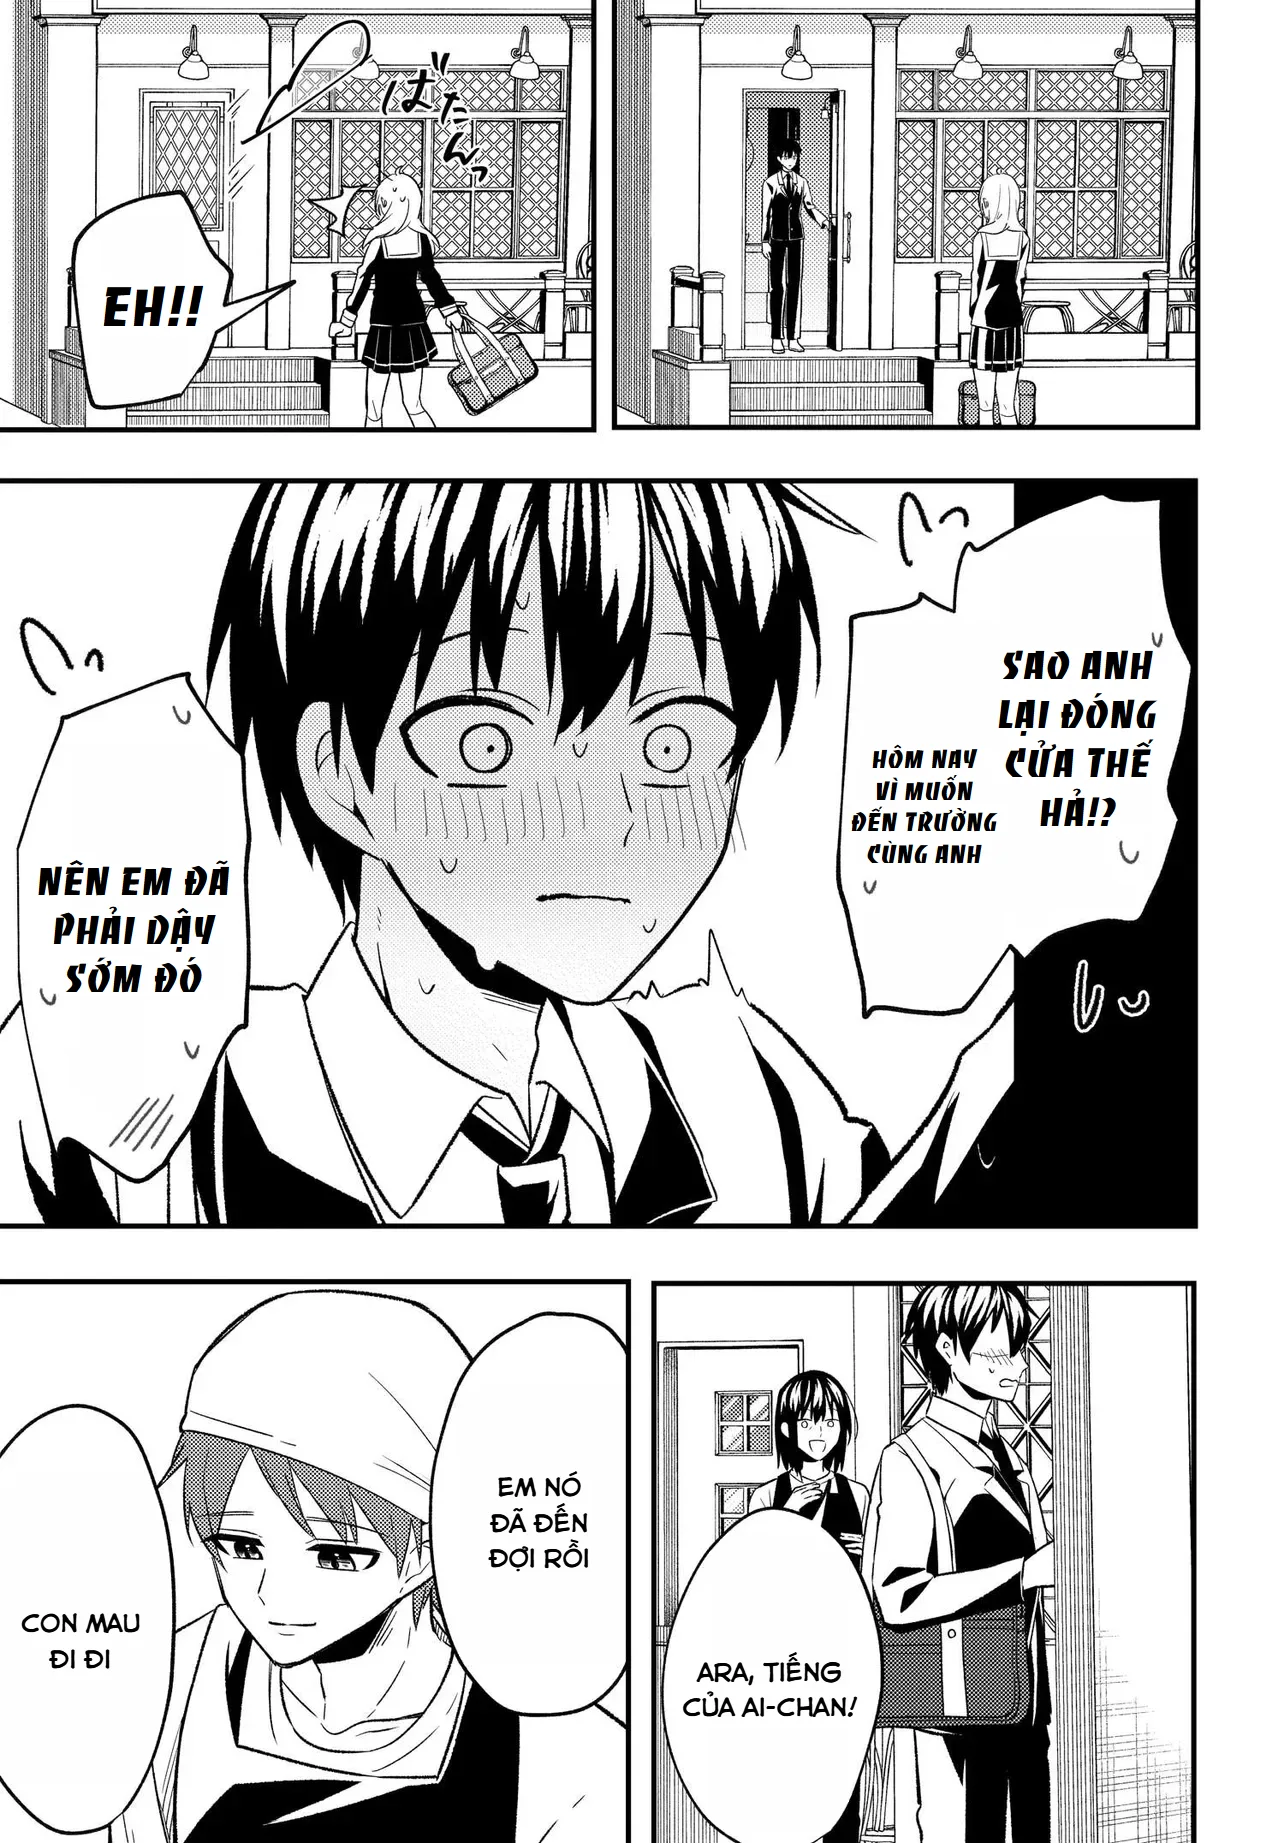 ばたんっ
EH!!
SAO ANH
LẠI ĐÓNG
CỬA THẾ
HẢ!?
HÔM NAY
VÌ MUỐN
ĐẾN TRƯỜNG
CÙNG ANH
NÊN EM ĐÃ
PHẢI DẬY
SỚM ĐÓ
ARA, TIẾNG
CỦA AI-CHAN!
EM NÓ
ĐÃ ĐẾN
ĐỢI RỒI
CON MAU
ĐI ĐI